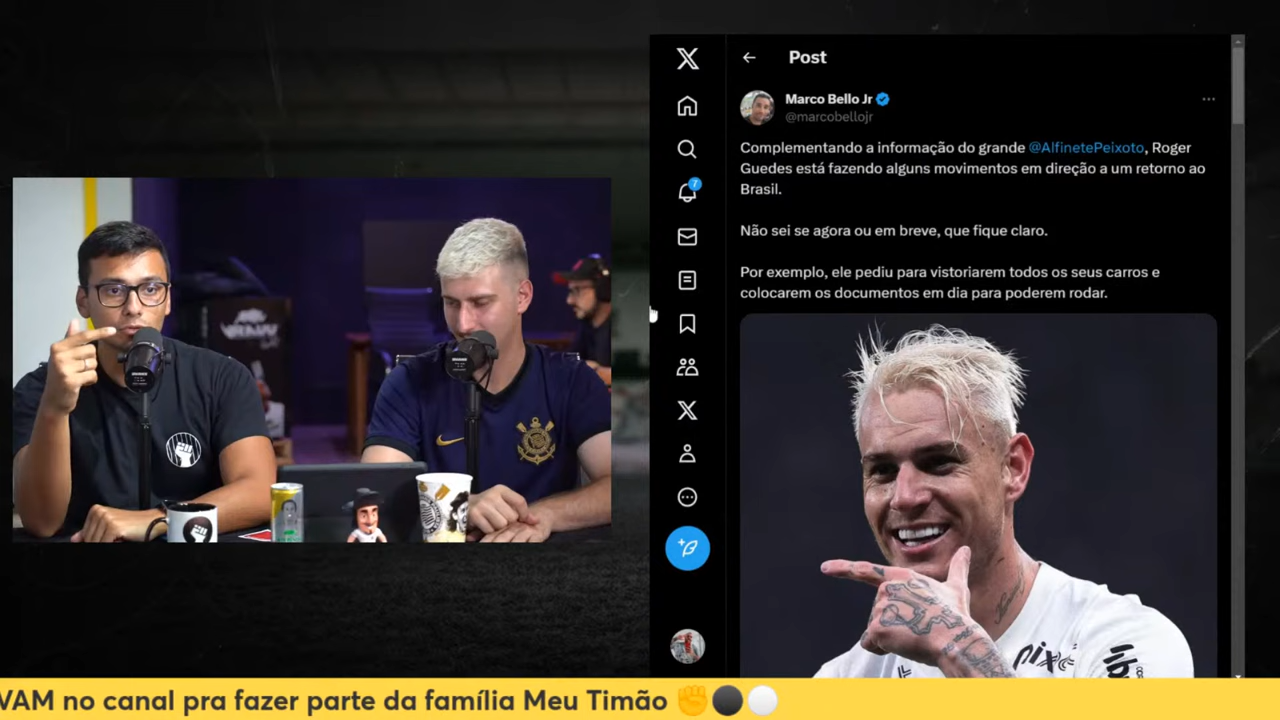 Post
Marco Bello Jr
@marcobellojr
Complementando a informação do grande @AlfinetePeixoto, Roger
Guedes está fazendo alguns movimentos em direção a um retorno ao
Brasil.
Não sei se agora ou em breve, que fique claro.
Por exemplo, ele pediu para vistoriarem todos os seus carros e
colocarem os documentos em dia para poderem rodar.
7
VAM no canal pra fazer parte da família Meu Timão ✊⚫⚪